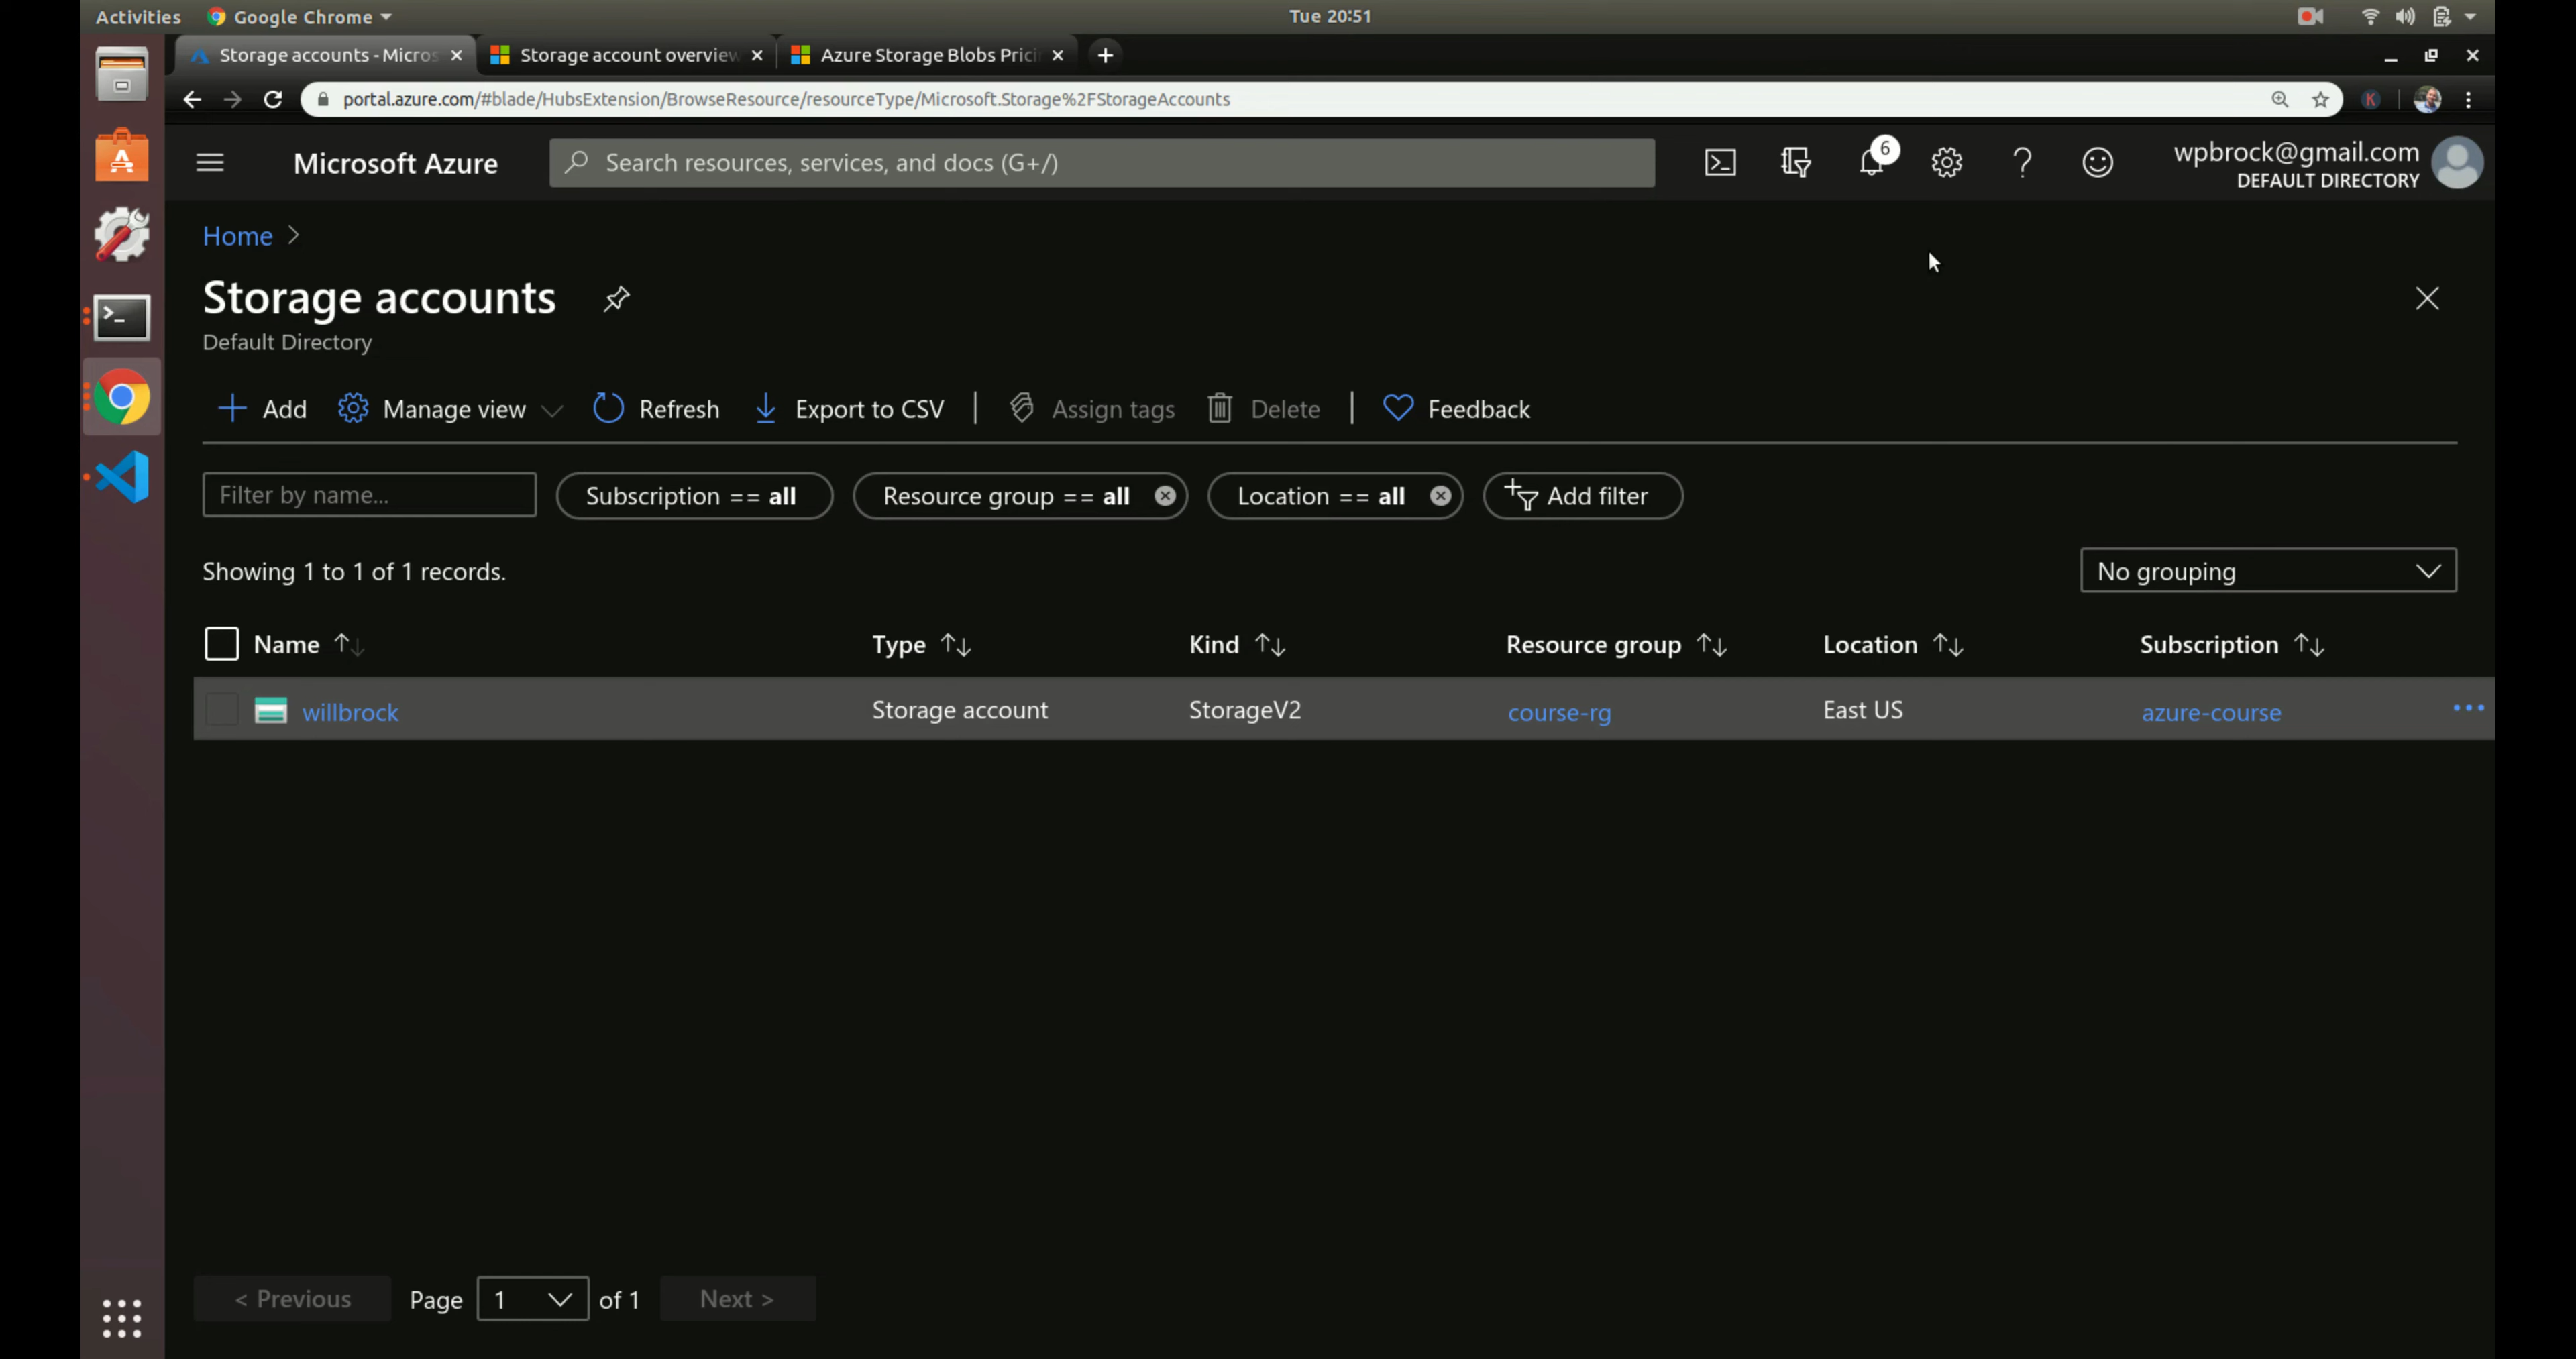 Activities Google Chrome Tue 20:51
Storage accounts - Micros Storage account overview Azure Storage Blobs Prici
portal.azure.com/#blade/HubsExtension/BrowseResource/resourceType/Microsoft.Storage%2FStorageAccounts K
Microsoft Azure Search resources, services, and docs (G+/) 6 wpbrock@gmail.com
DEFAULT DIRECTORY
Home >
Storage accounts
Default Directory
Add Manage view Refresh Export to CSV Assign tags Delete Feedback
Filter by name... Subscription == all Resource group == all Location == all Add filter
Showing 1 to 1 of 1 records. No grouping
Name Type Kind Resource group Location Subscription
willbrock Storage account StorageV2 course-rg East US azure-course
< Previous Page 1 of 1 Next >